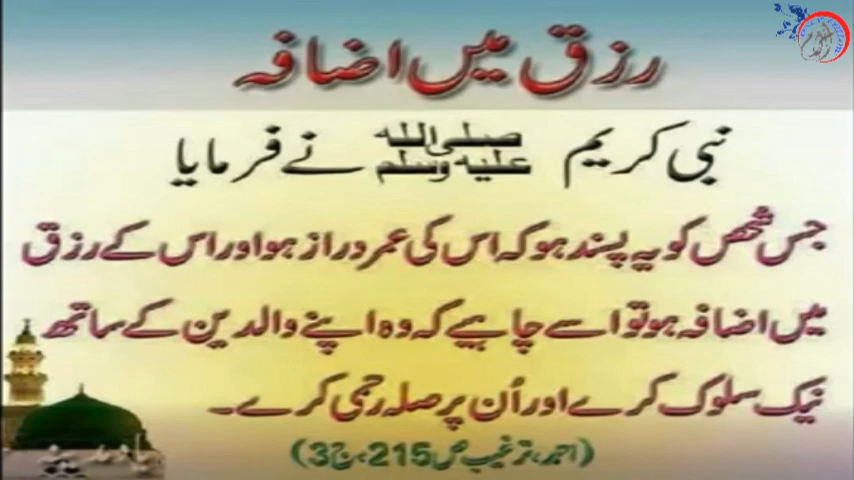 رزق میں اضافہ
نبی کریم صلی اللہ علیہ وسلم نے فرمایا
جس شخص کو یہ پسند ہو کہ اس کی عمر دراز ہو اور اس کے رزق
میں اضافہ ہو تو اسے چاہیے کہ وہ اپنے والدین کے ساتھ
نیک سلوک کرے اور اُن پر صلہ رحمی کرے۔
(احمد، ترغیب ص 215، ج 3)